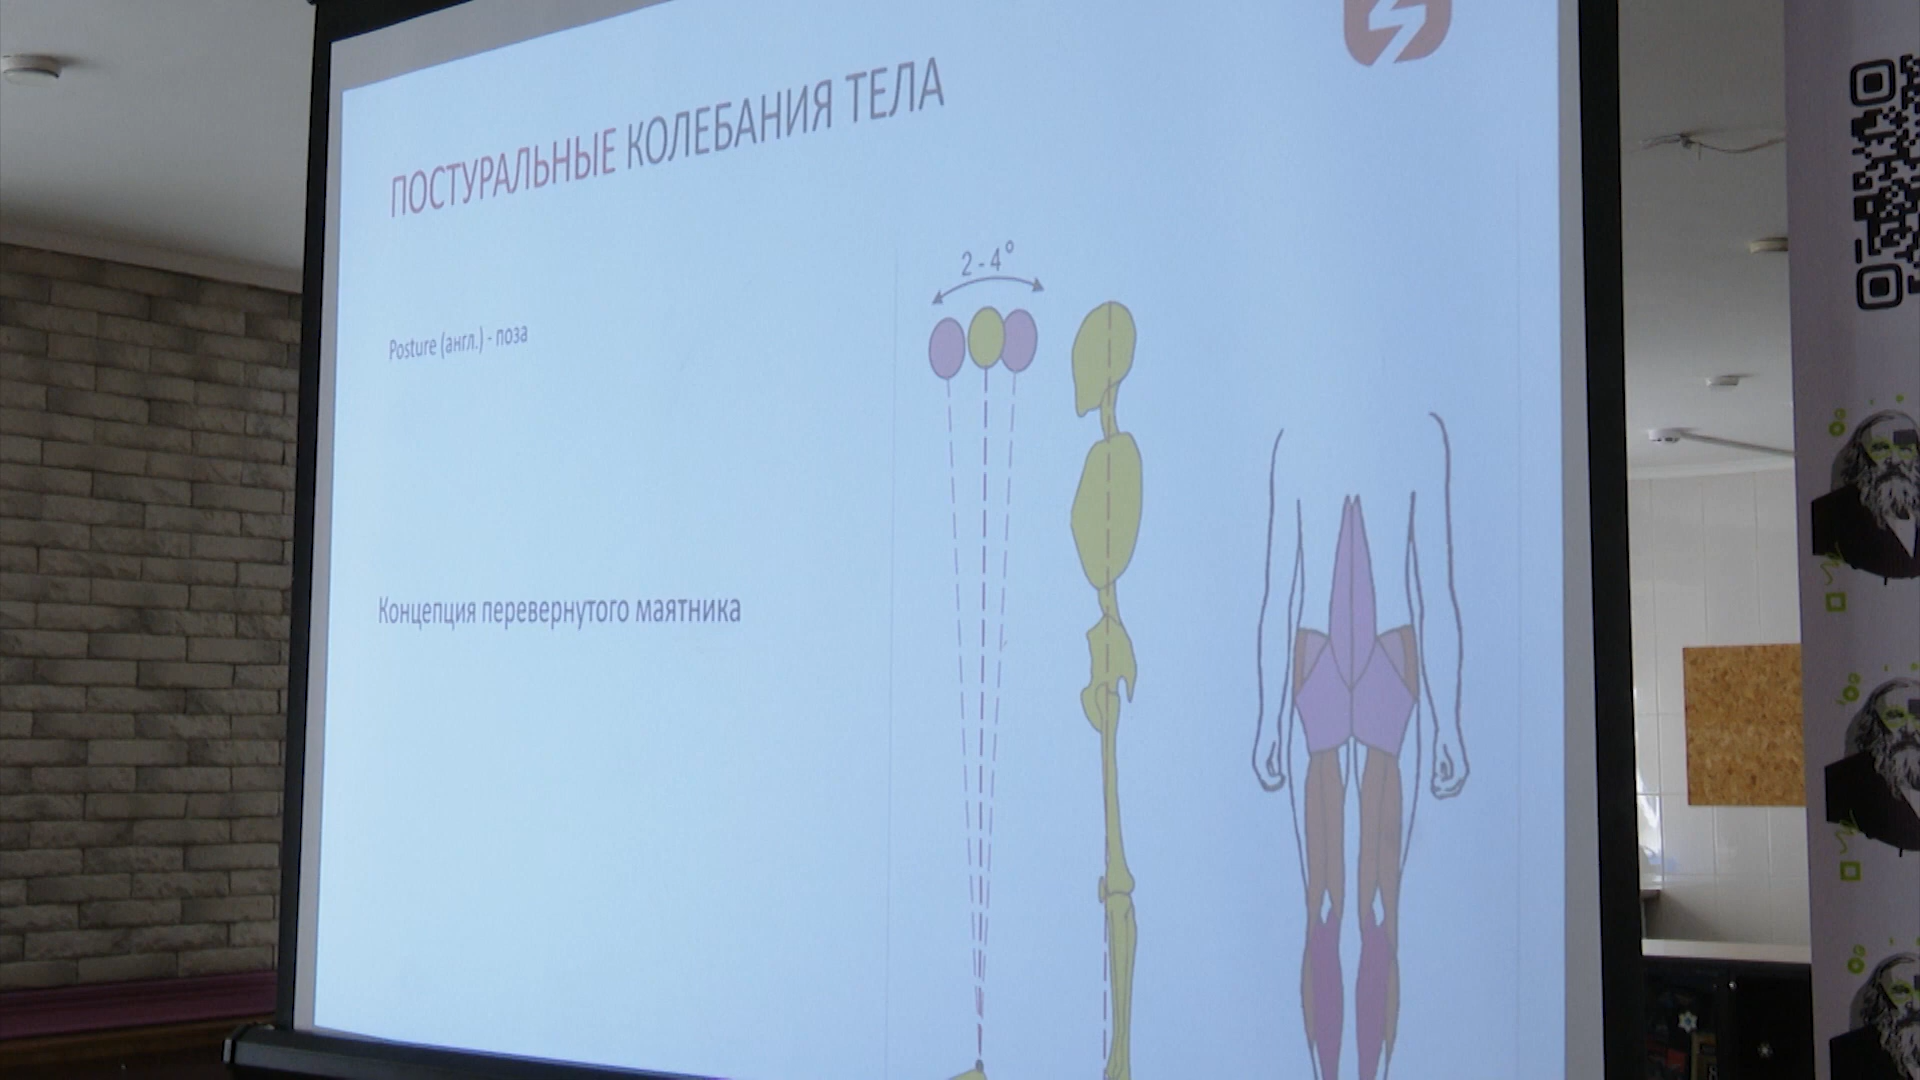 ПОСТУРАЛЬНЫЕ КОЛЕБАНИЯ ТЕЛА
2 - 4°
Posture (англ.) - поза
Концепция перевернутого маятника